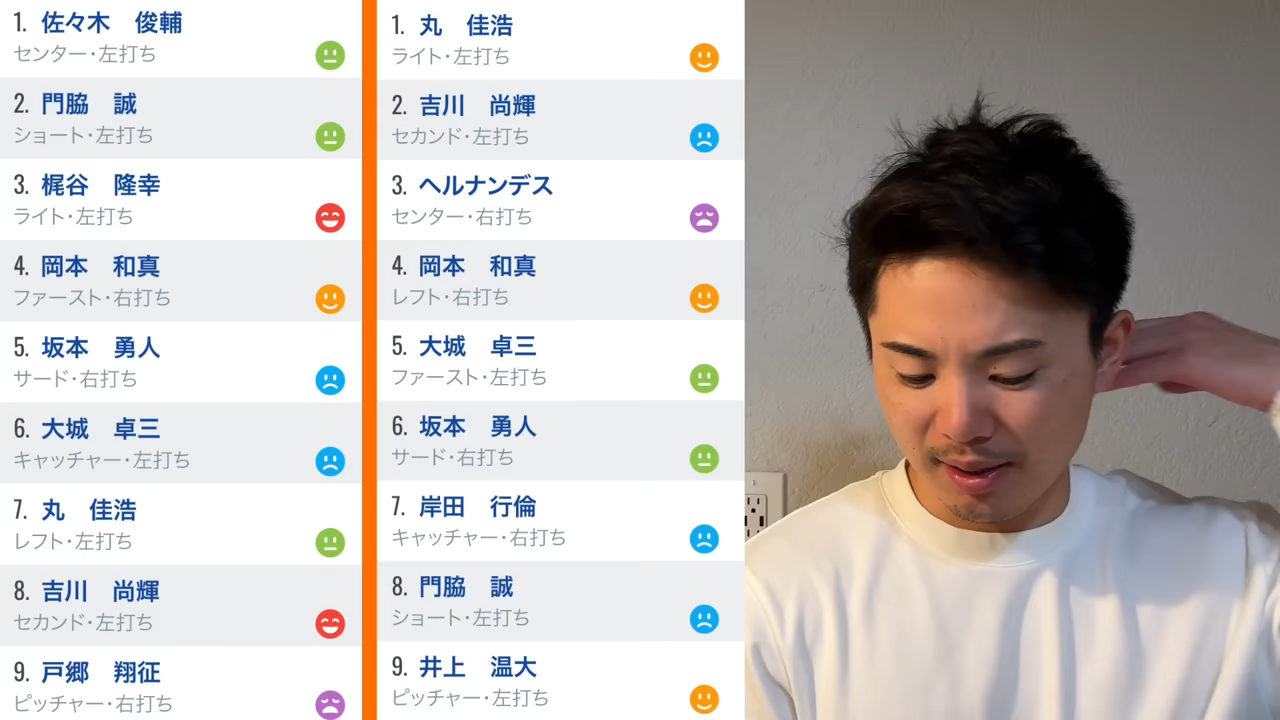 1. 佐々木　俊輔
センター・左打ち
2. 門脇　誠
ショート・左打ち
3. 梶谷　隆幸
ライト・左打ち
4. 岡本　和真
ファースト・右打ち
5. 坂本　勇人
サード・右打ち
6. 大城　卓三
キャッチャー・左打ち
7. 丸　佳浩
レフト・左打ち
8. 吉川　尚輝
セカンド・左打ち
9. 戸郷　翔征
ピッチャー・右打ち
1. 丸　佳浩
ライト・左打ち
2. 吉川　尚輝
セカンド・左打ち
3. ヘルナンデス
センター・右打ち
4. 岡本　和真
レフト・右打ち
5. 大城　卓三
ファースト・左打ち
6. 坂本　勇人
サード・右打ち
7. 岸田　行倫
キャッチャー・右打ち
8. 門脇　誠
ショート・左打ち
9. 井上　温大
ピッチャー・左打ち